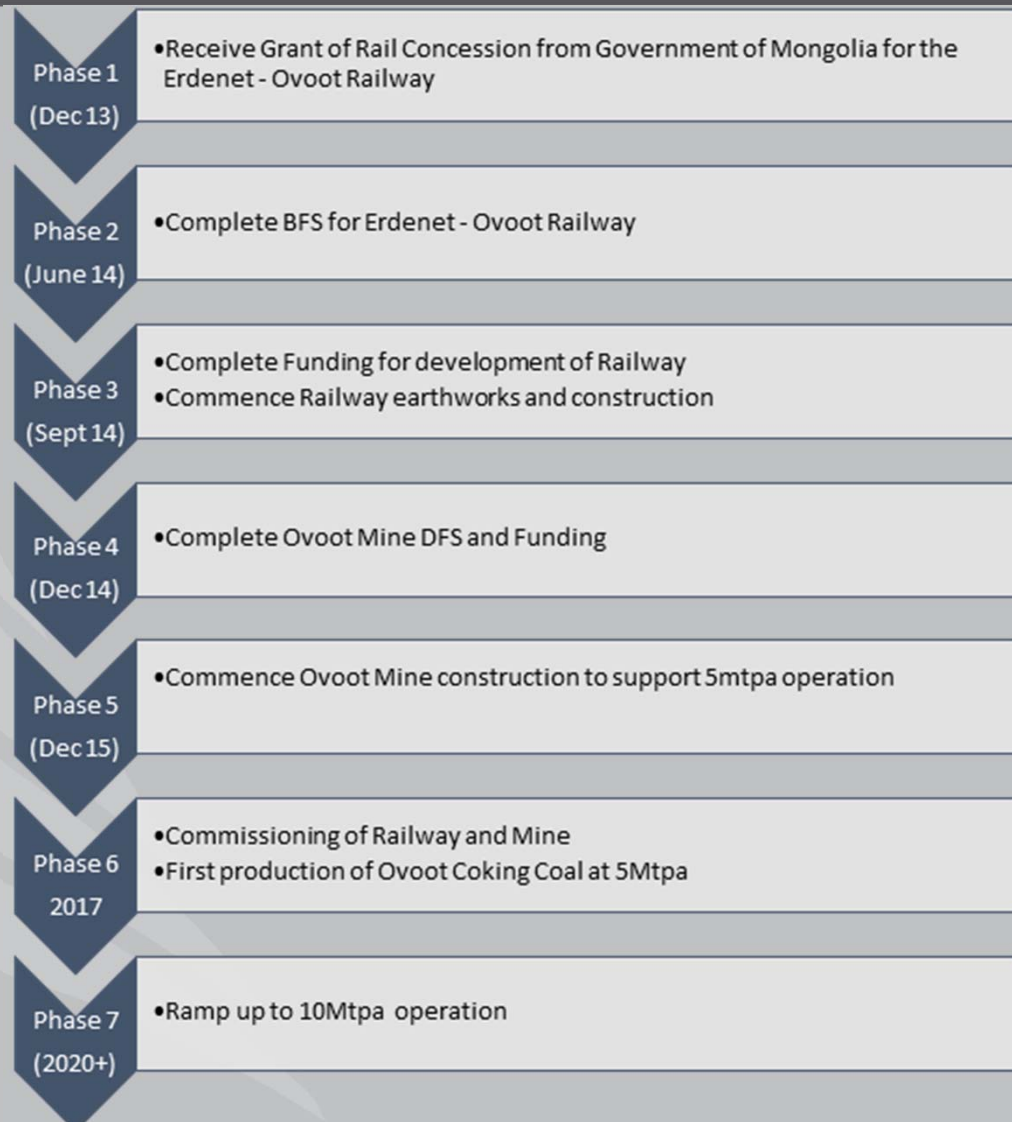 Phase 1
(Dec 13)
•Receive Grant of Rail Concession from Government of Mongolia for the
Erdenet - Ovoot Railway
Phase 2
(June 14)
•Complete BFS for Erdenet - Ovoot Railway
Phase 3
(Sept 14)
•Complete Funding for development of Railway
•Commence Railway earthworks and construction
Phase 4
(Dec 14)
•Complete Ovoot Mine DFS and Funding
Phase 5
(Dec 15)
•Commence Ovoot Mine construction to support 5mtpa operation
Phase 6
2017
•Commissioning of Railway and Mine
•First production of Ovoot Coking Coal at 5Mtpa
Phase 7
(2020+)
•Ramp up to 10Mtpa operation